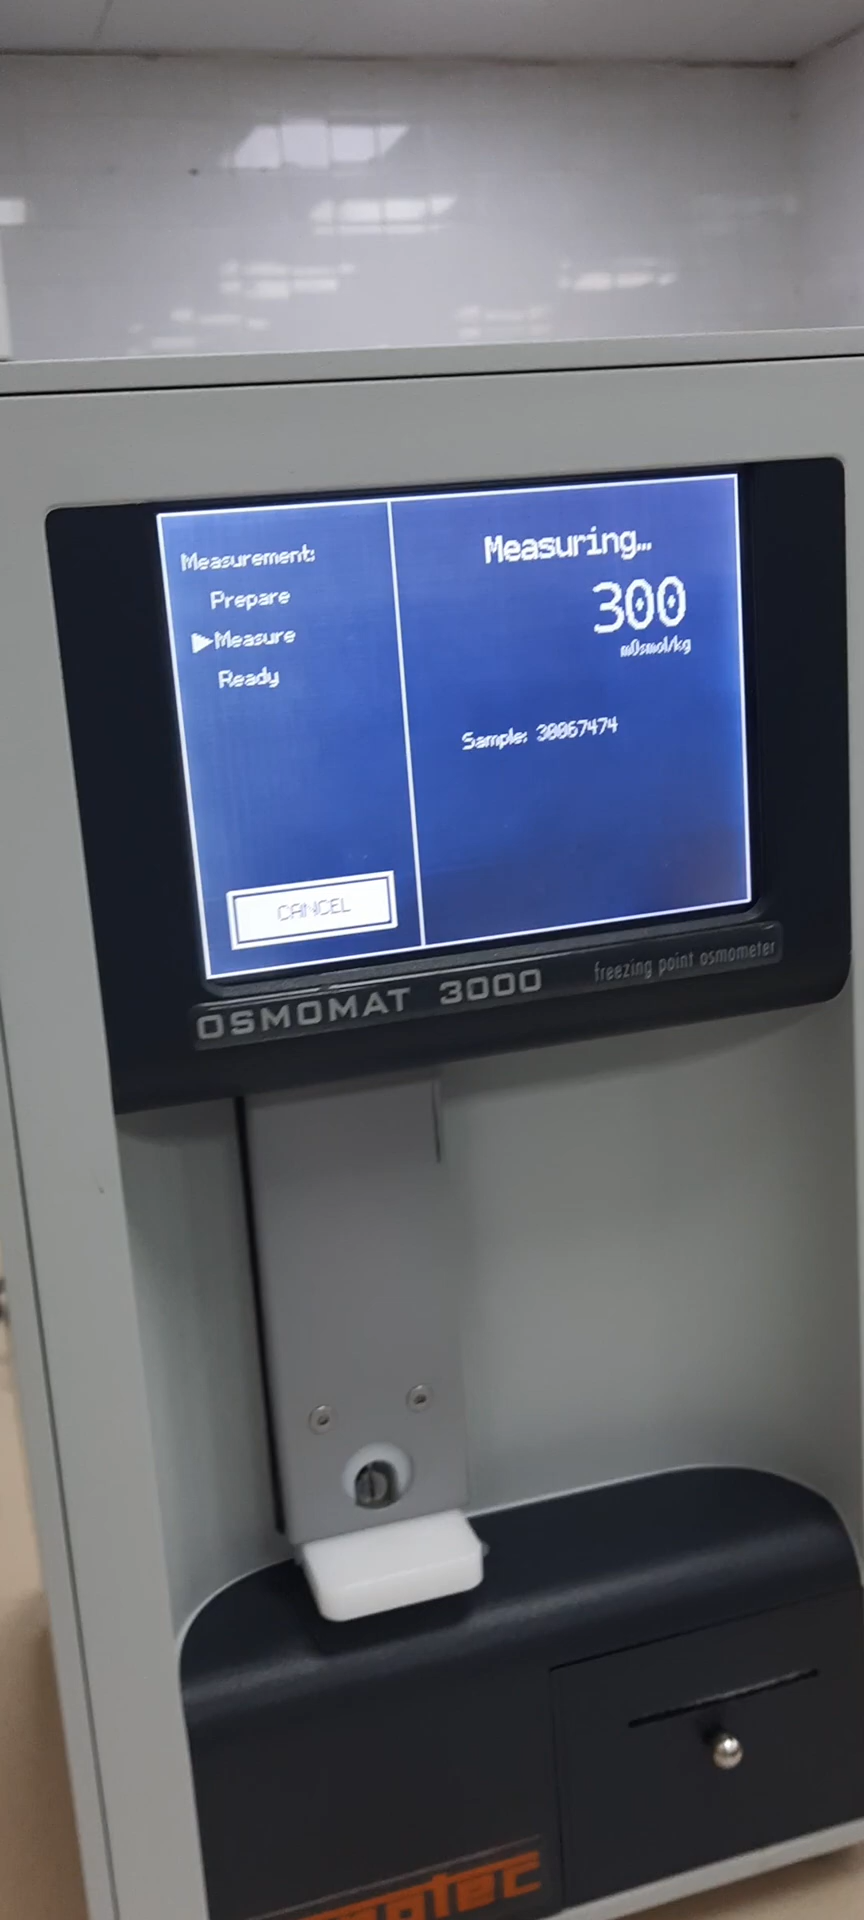 Measurement:
Prepare
Measure
Ready
CANCEL
Measuring...
300
mOsmol/kg
Sample: 30067474
OSMOMAT 3000
freezing point osmometer